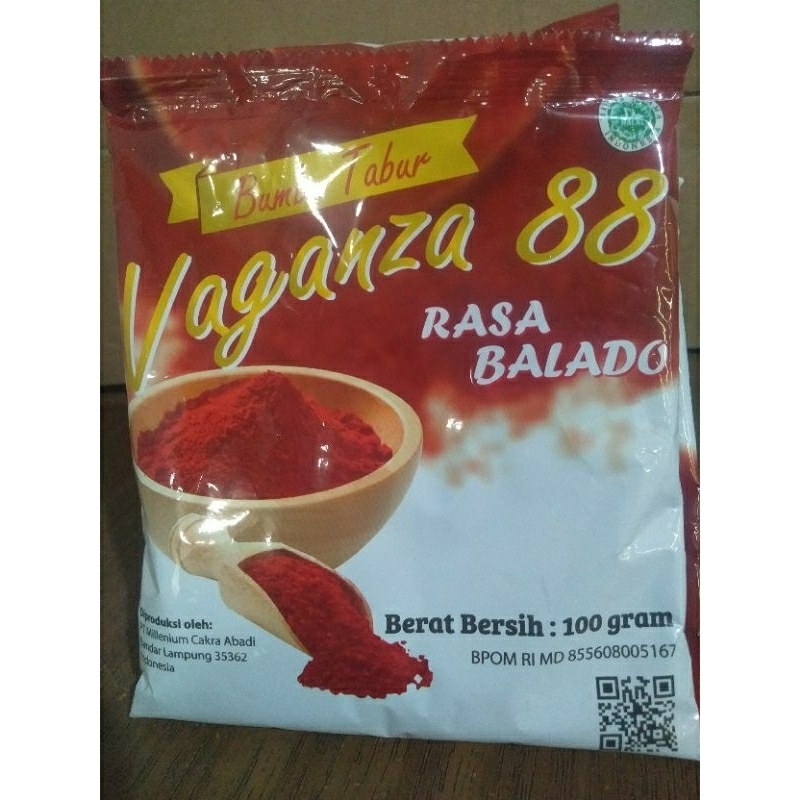 Bumbu Tabur
Vaganza 88
RASA
BALADO
Diproduksi oleh:
PT Millenium Cakra Abadi
Bandar Lampung 35362
Indonesia
Berat Bersih : 100 gram
BPOM RI MD 855608005167